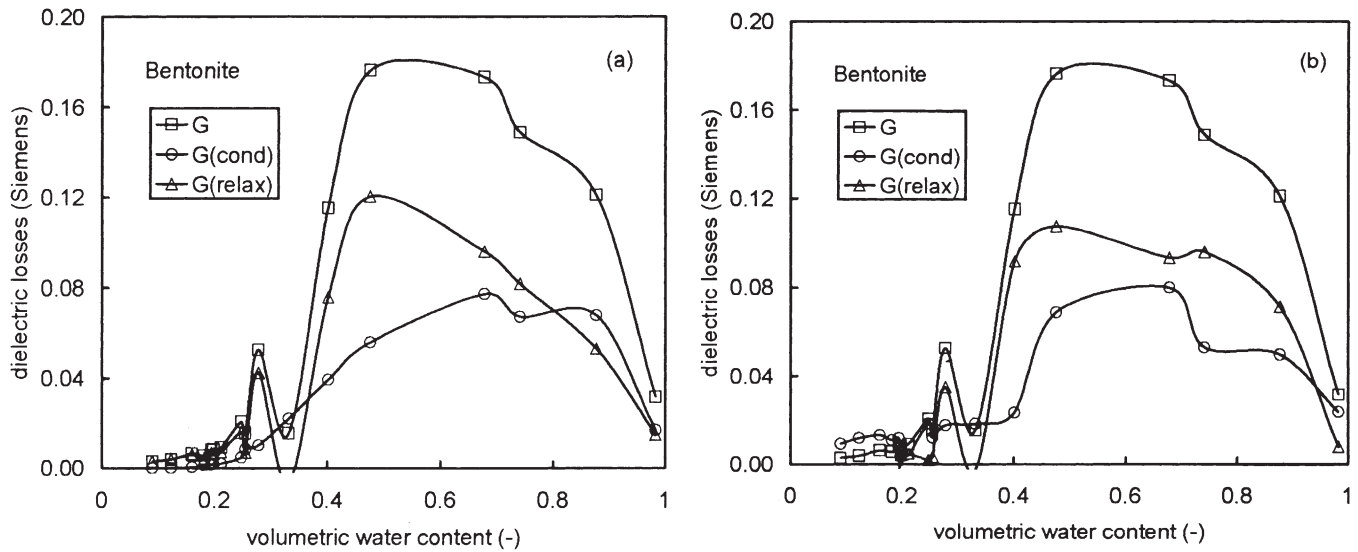 0.20
0.16
0.12
0.08
0.04
0.00
dielectric losses (Siemens)
Bentonite
(a)
G
G(cond)
G(relax)
0
0.2
0.4
0.6
0.8
1
volumetric water content (-)
0.20
0.16
0.12
0.08
0.04
0.00
dielectric losses (Siemens)
Bentonite
(b)
G
G(cond)
G(relax)
0
0.2
0.4
0.6
0.8
1
volumetric water content (-)